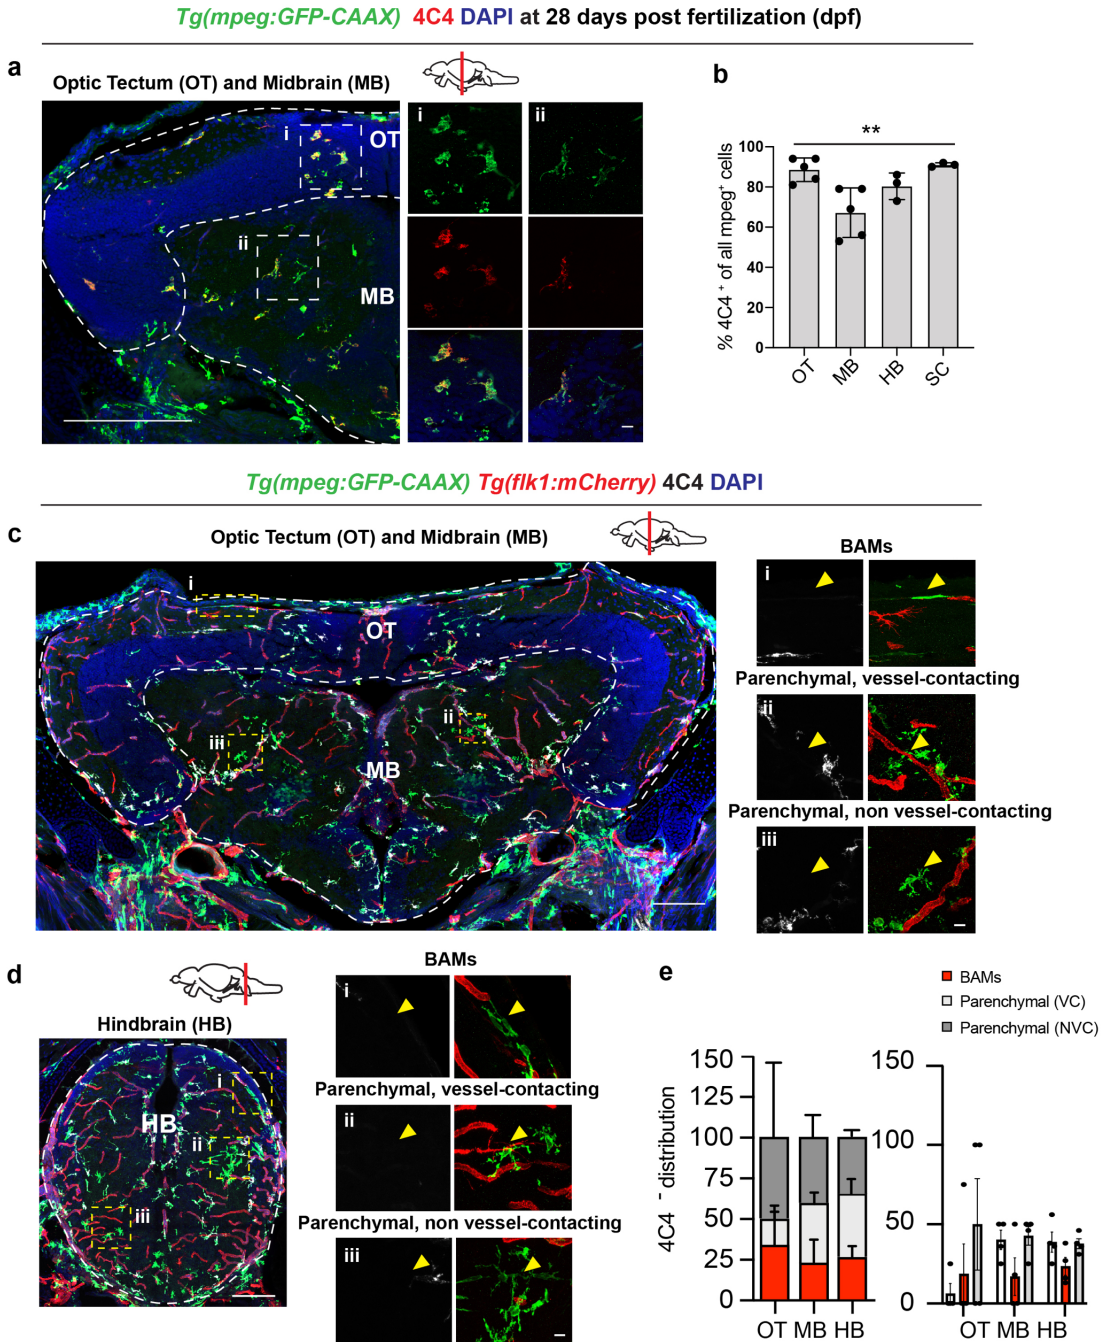 Tg(mpeg:GFP-CAAX) 4C4 DAPI at 28 days post fertilization (dpf)
a
Optic Tectum (OT) and Midbrain (MB)
i
OT
ii
MB
i
ii
b
**
% 4C4 + of all mpeg+ cells
100
80
60
40
20
0
OT
MB
HB
SC
Tg(mpeg:GFP-CAAX) Tg(flk1:mCherry) 4C4 DAPI
c
Optic Tectum (OT) and Midbrain (MB)
i
OT
ii
iii
MB
BAMs
i
Parenchymal, vessel-contacting
ii
Parenchymal, non vessel-contacting
iii
d
Hindbrain (HB)
i
HB
ii
iii
BAMs
i
Parenchymal, vessel-contacting
ii
Parenchymal, non vessel-contacting
iii
e
BAMs
Parenchymal (VC)
Parenchymal (NVC)
4C4 - distribution
150
125
100
75
50
25
0
OT MB HB
150
100
50
0
OT MB HB